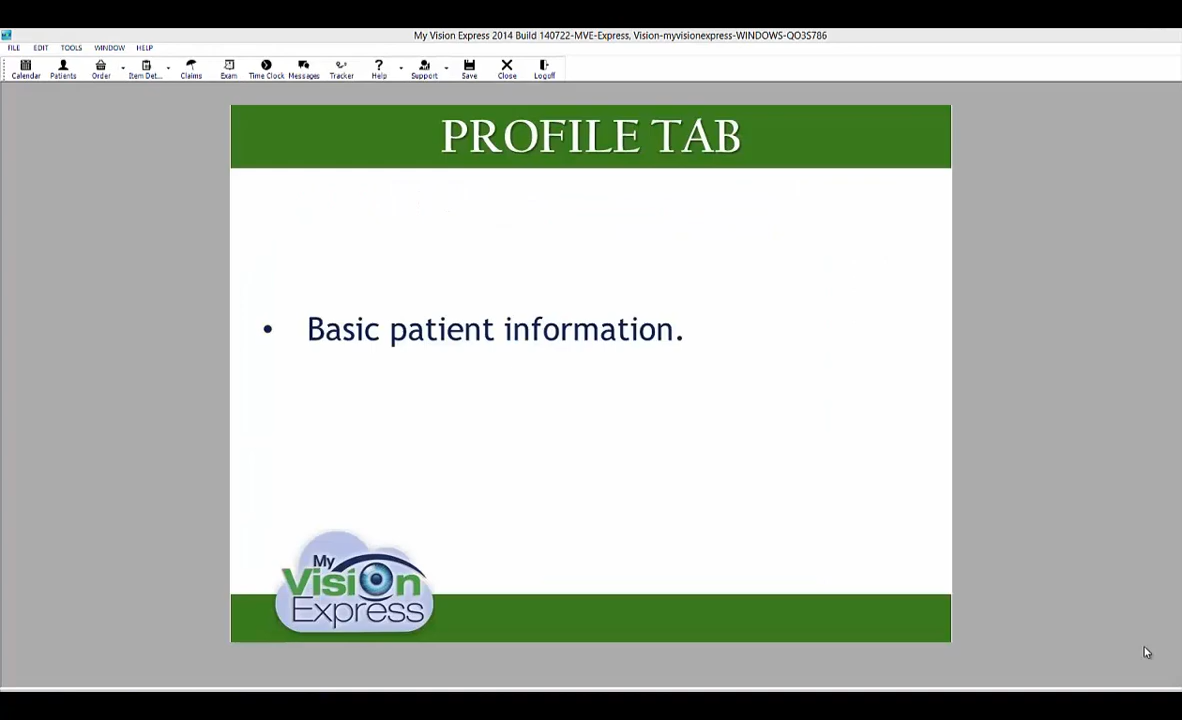 My Vision Express 2014 Build 140722-MVE-Express, Vision-myvisionexpress-WINDOWS-QO3S786
FILE EDIT TOOLS WINDOW HELP
Calendar Patients Order Item Det... Claims Exam Time Clock Messages Tracker Help Support Save Close Logoff
PROFILE TAB
• Basic patient information.
My
Vision
Express